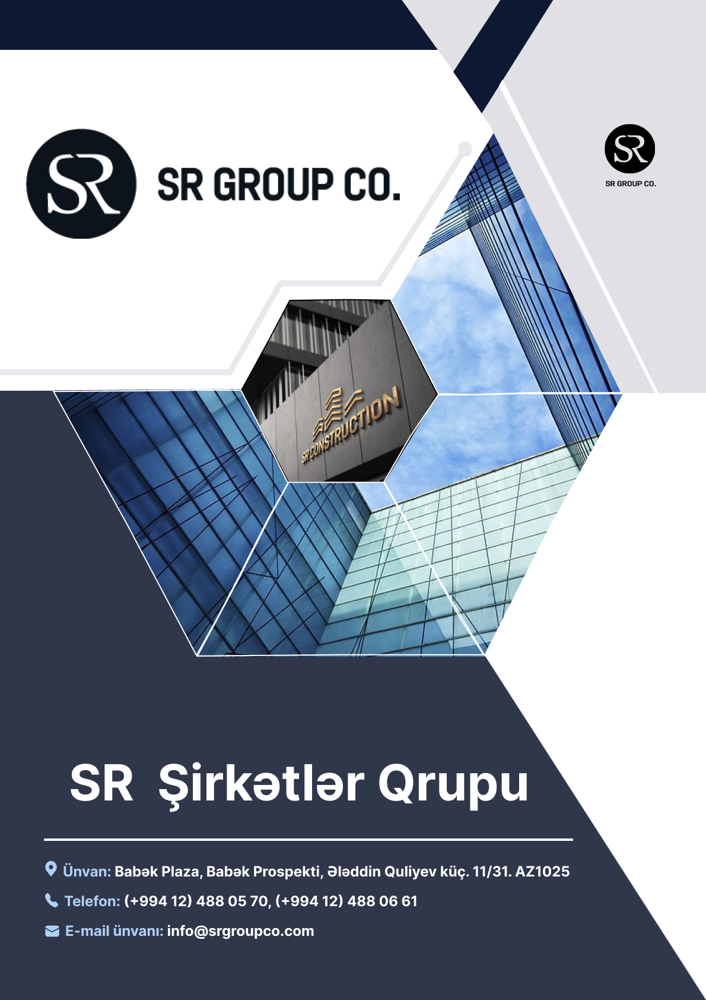 SR
SR GROUP CO.
SR
SR GROUP CO.
SR CONSTRUCTION
SR Şirkətlər Qrupu
Ünvan: Babək Plaza, Babək Prospekti, Ələddin Quliyev küç. 11/31. AZ1025
Telefon: (+994 12) 488 05 70, (+994 12) 488 06 61
E-mail ünvanı: info@srgroupco.com